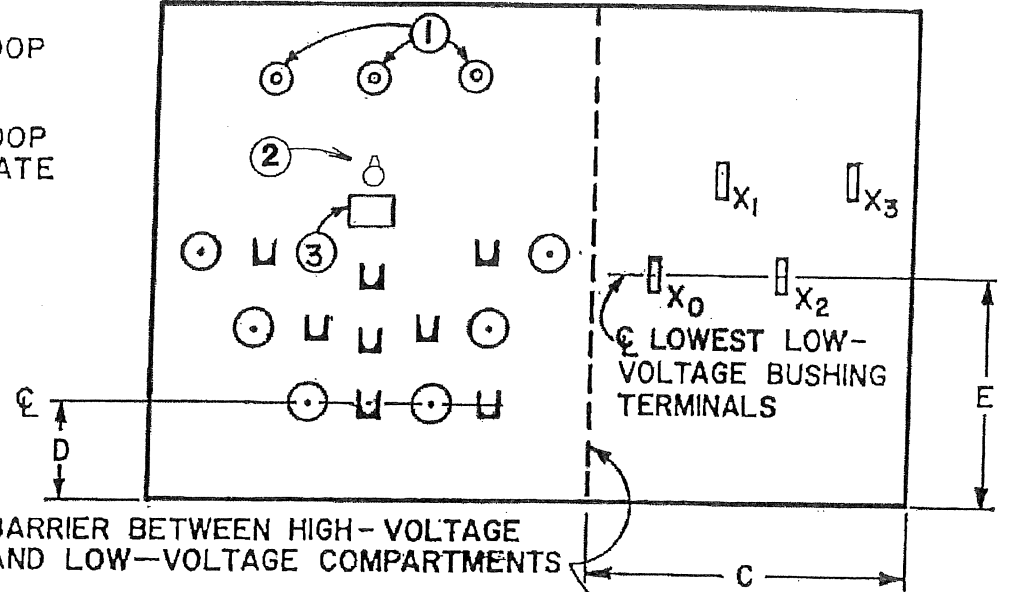 OOP
OOP
ATE
1
2
3
X1
X3
X0
X2
℄ LOWEST LOW-
VOLTAGE BUSHING
TERMINALS
E
℄
D
BARRIER BETWEEN HIGH-VOLTAGE
AND LOW-VOLTAGE COMPARTMENTS
C